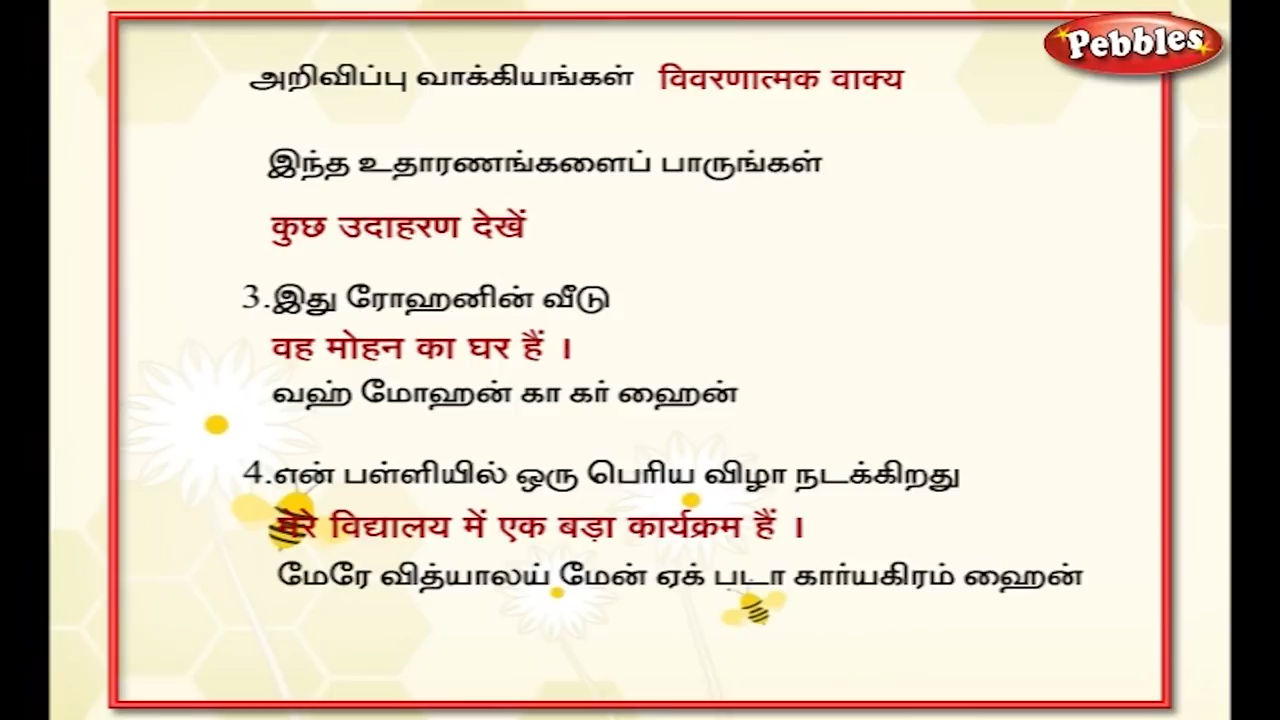 Pebbles
அறிவிப்பு வாக்கியங்கள் विवरणात्मक वाक्य
இந்த உதாரணங்களைப் பாருங்கள்
कुछ उदाहरण देखें
3.இது ரோஹனின் வீடு
वह मोहन का घर हैं ।
வஹ் மோஹன் கா கர் ஹைன்
4.என் பள்ளியில் ஒரு பெரிய விழா நடக்கிறது
मेरे विद्यालय में एक बड़ा कार्यक्रम हैं ।
மேரே வித்யாலய் மேன் ஏக் படா கார்யகிரம் ஹைன்